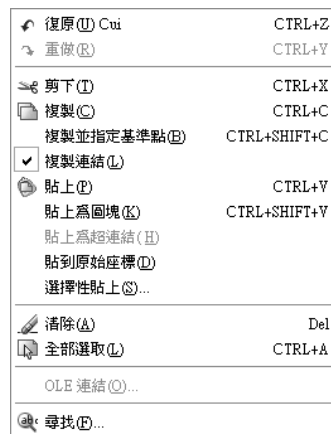 復原(U) Cui CTRL+Z
重做(R) CTRL+Y
剪下(T) CTRL+X
複製(C) CTRL+C
複製並指定基準點(B) CTRL+SHIFT+C
複製連結(L)
貼上(P) CTRL+V
貼上為圖塊(K) CTRL+SHIFT+V
貼上為超連結(H)
貼到原始座標(D)
選擇性貼上(S)...
清除(A) Del
全部選取(L) CTRL+A
OLE 連結(O)...
abc 尋找(F)...